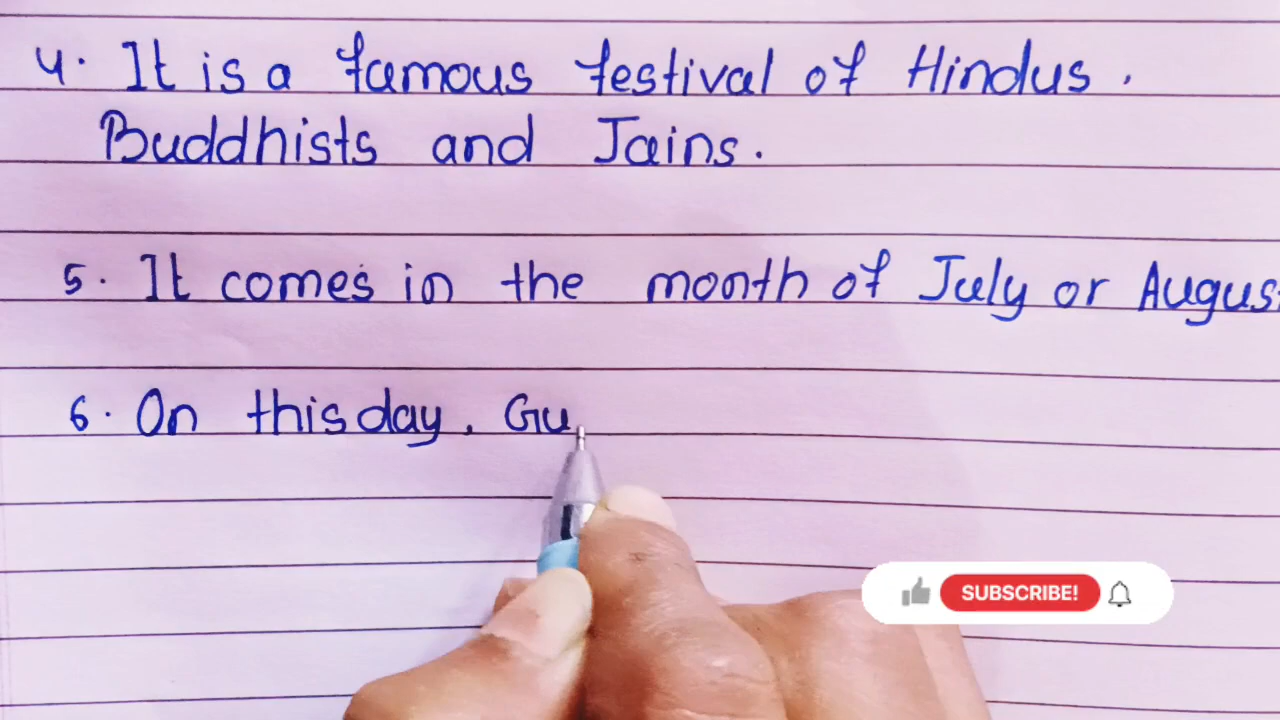 4. It is a famous festival of Hindus.
Buddhists and Jains.
5. It comes in the month of July or Augus
6. On this day, Gu
SUBSCRIBE!